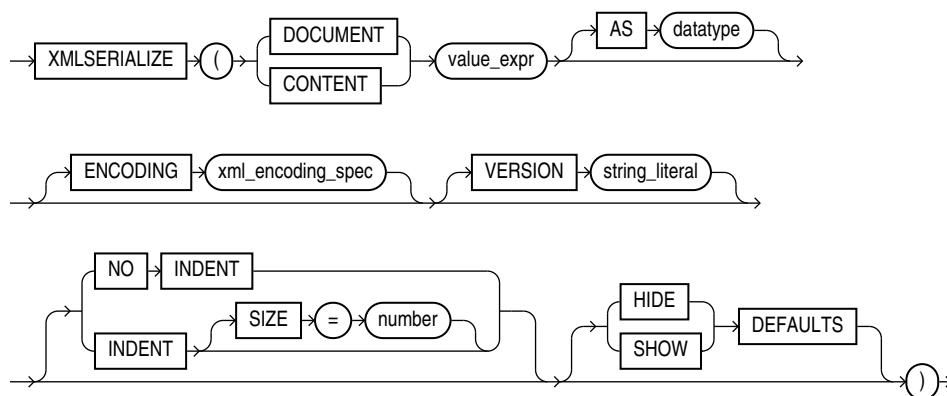 XMLSERIALIZE ( DOCUMENT CONTENT value_expr AS datatype
ENCODING xml_encoding_spec VERSION string_literal
NO INDENT
INDENT SIZE = number
HIDE SHOW DEFAULTS )